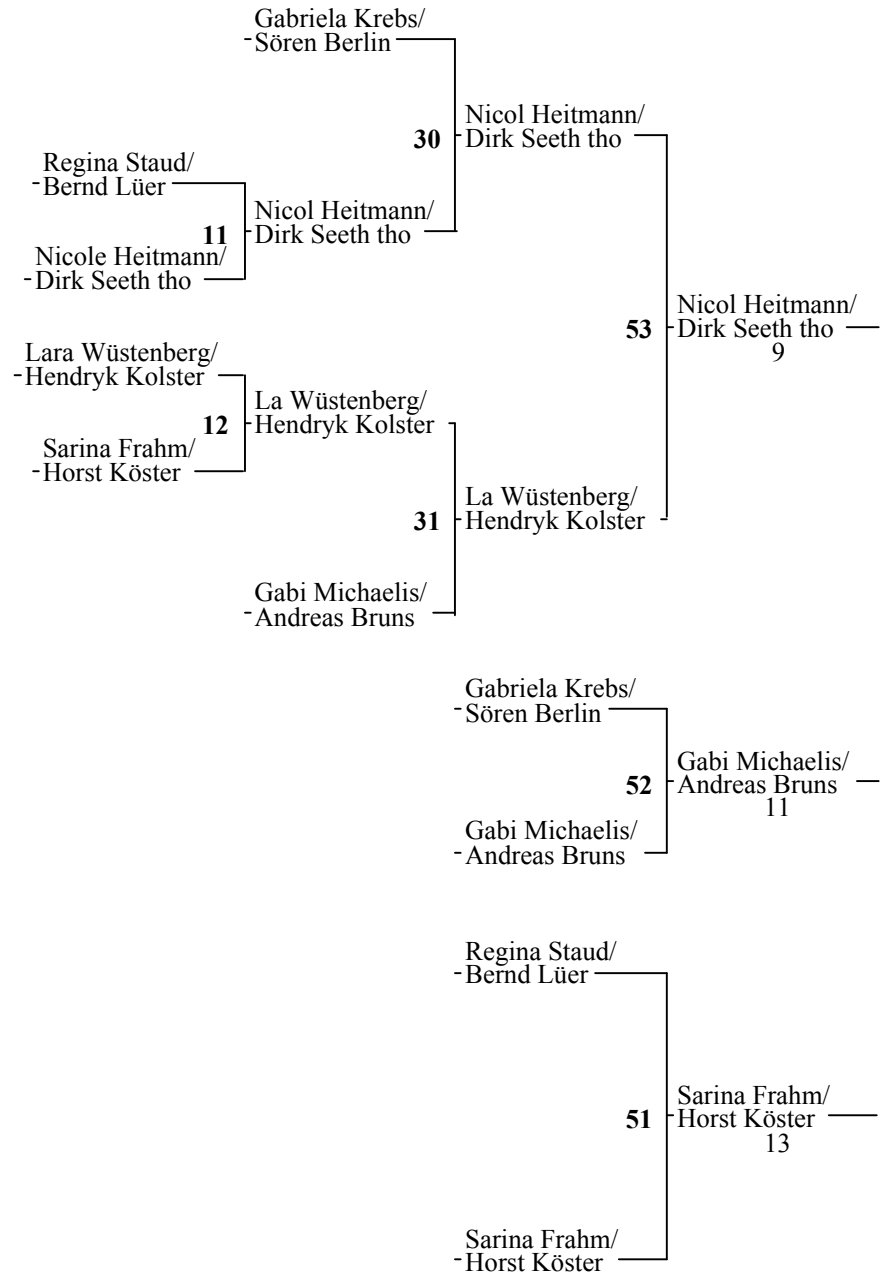 Gabriela Krebs/
-Sören Berlin
30
Nicol Heitmann/
Dirk Seeth tho
Regina Staud/
-Bernd Lüer
11
Nicol Heitmann/
Dirk Seeth tho
Nicole Heitmann/
-Dirk Seeth tho
53
Nicol Heitmann/
Dirk Seeth tho
9
Lara Wüstenberg/
-Hendryk Kolster
12
La Wüstenberg/
Hendryk Kolster
Sarina Frahm/
-Horst Köster
31
La Wüstenberg/
Hendryk Kolster
Gabi Michaelis/
-Andreas Bruns
Gabriela Krebs/
-Sören Berlin
52
Gabi Michaelis/
Andreas Bruns
11
Gabi Michaelis/
-Andreas Bruns
Regina Staud/
-Bernd Lüer
51
Sarina Frahm/
Horst Köster
13
Sarina Frahm/
-Horst Köster